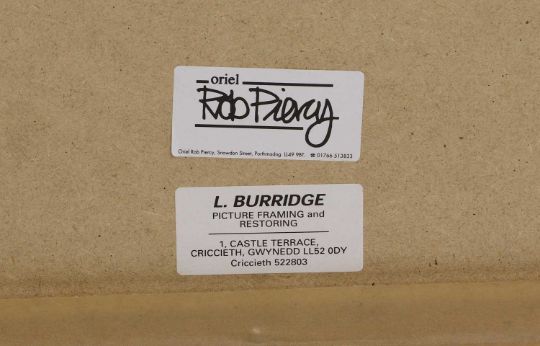 oriel
Rob Piercy
Oriel Rob Piercy, Snowdon Street, Porthmadog LL49 9BT. ☎ 01766 513833
L. BURRIDGE
PICTURE FRAMING and
RESTORING
1, CASTLE TERRACE,
CRICCIETH, GWYNEDD LL52 0DY
Criccieth 522803